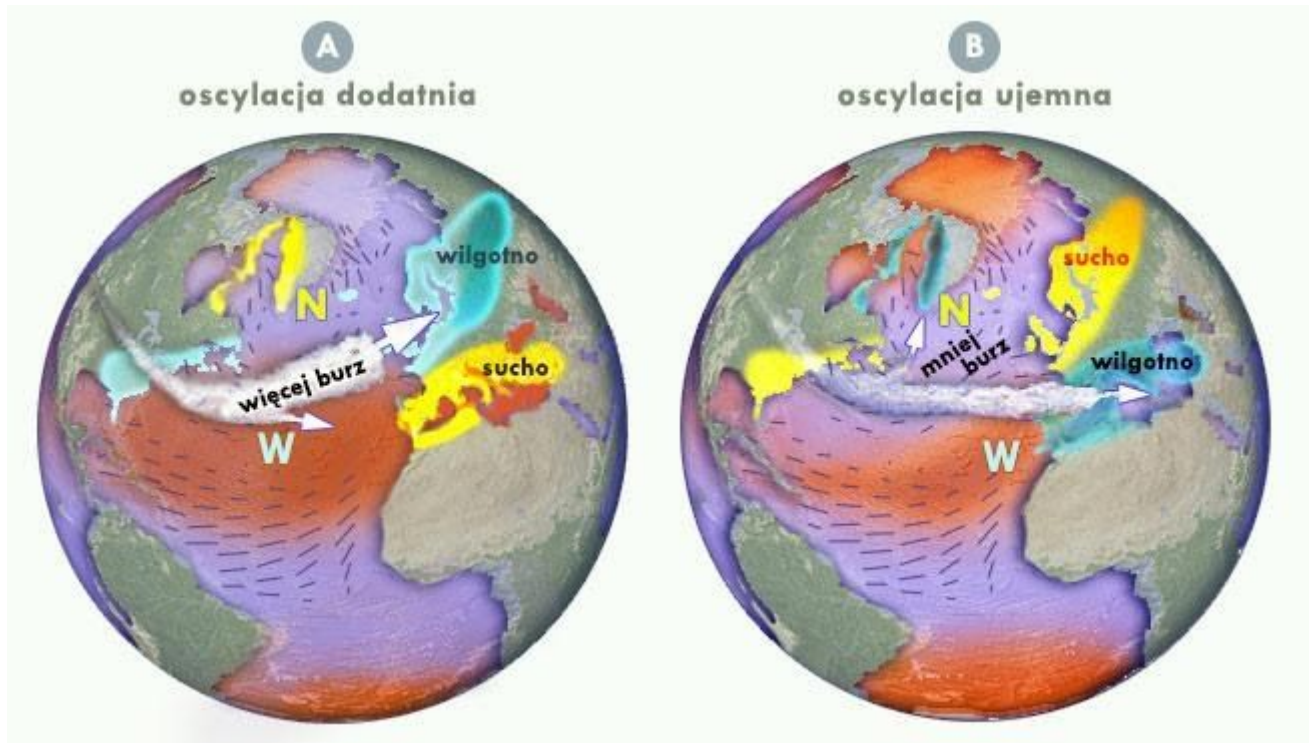 A
oscylacja dodatnia
wilgotno
N
więcej burz
sucho
W
B
oscylacja ujemna
sucho
N
mniej
burz
wilgotno
W